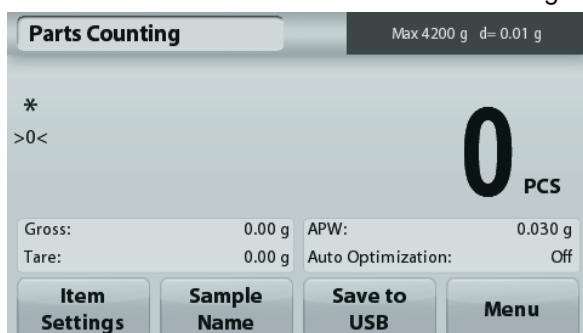 Parts Counting
Max 4200 g d= 0.01 g
*
>0<
0 PCS
Gross: 0.00 g APW: 0.030 g
Tare: 0.00 g Auto Optimization: Off
Item Settings
Sample Name
Save to USB
Menu